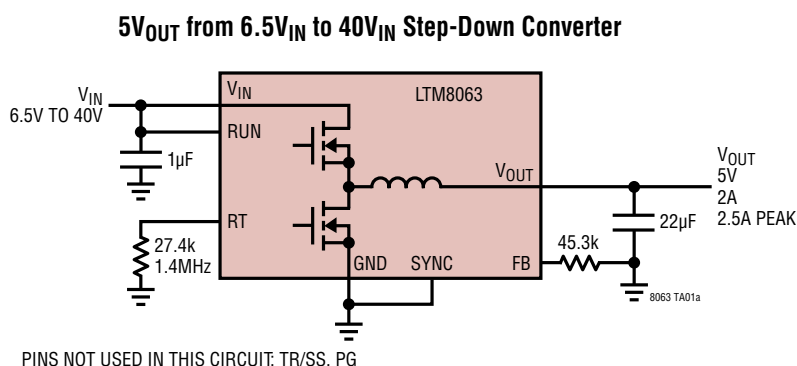 5VOUT from 6.5VIN to 40VIN Step-Down Converter
VIN
6.5V TO 40V
1µF
VIN
LTM8063
RUN
VOUT
RT
27.4k
1.4MHz
GND
SYNC
FB
45.3k
22µF
VOUT
5V
2A
2.5A PEAK
8063 TA01a
PINS NOT USED IN THIS CIRCUIT: TR/SS, PG